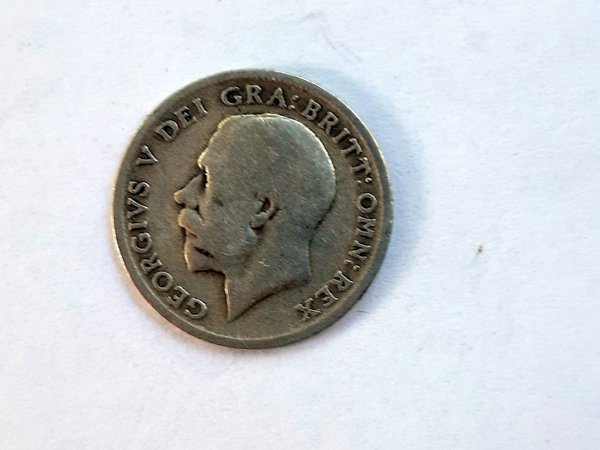 GEORGIVS V DEI GRA: BRITT: OMN: REX